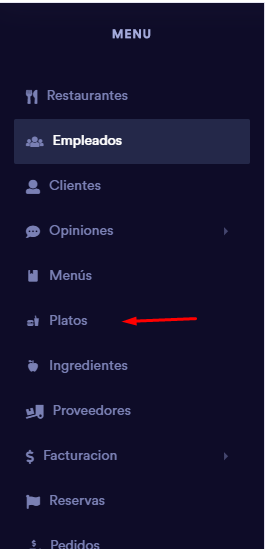 MENU
Restaurantes
Empleados
Clientes
Opiniones
Menús
Platos
Ingredientes
Proveedores
Facturacion
Reservas
Pedidos